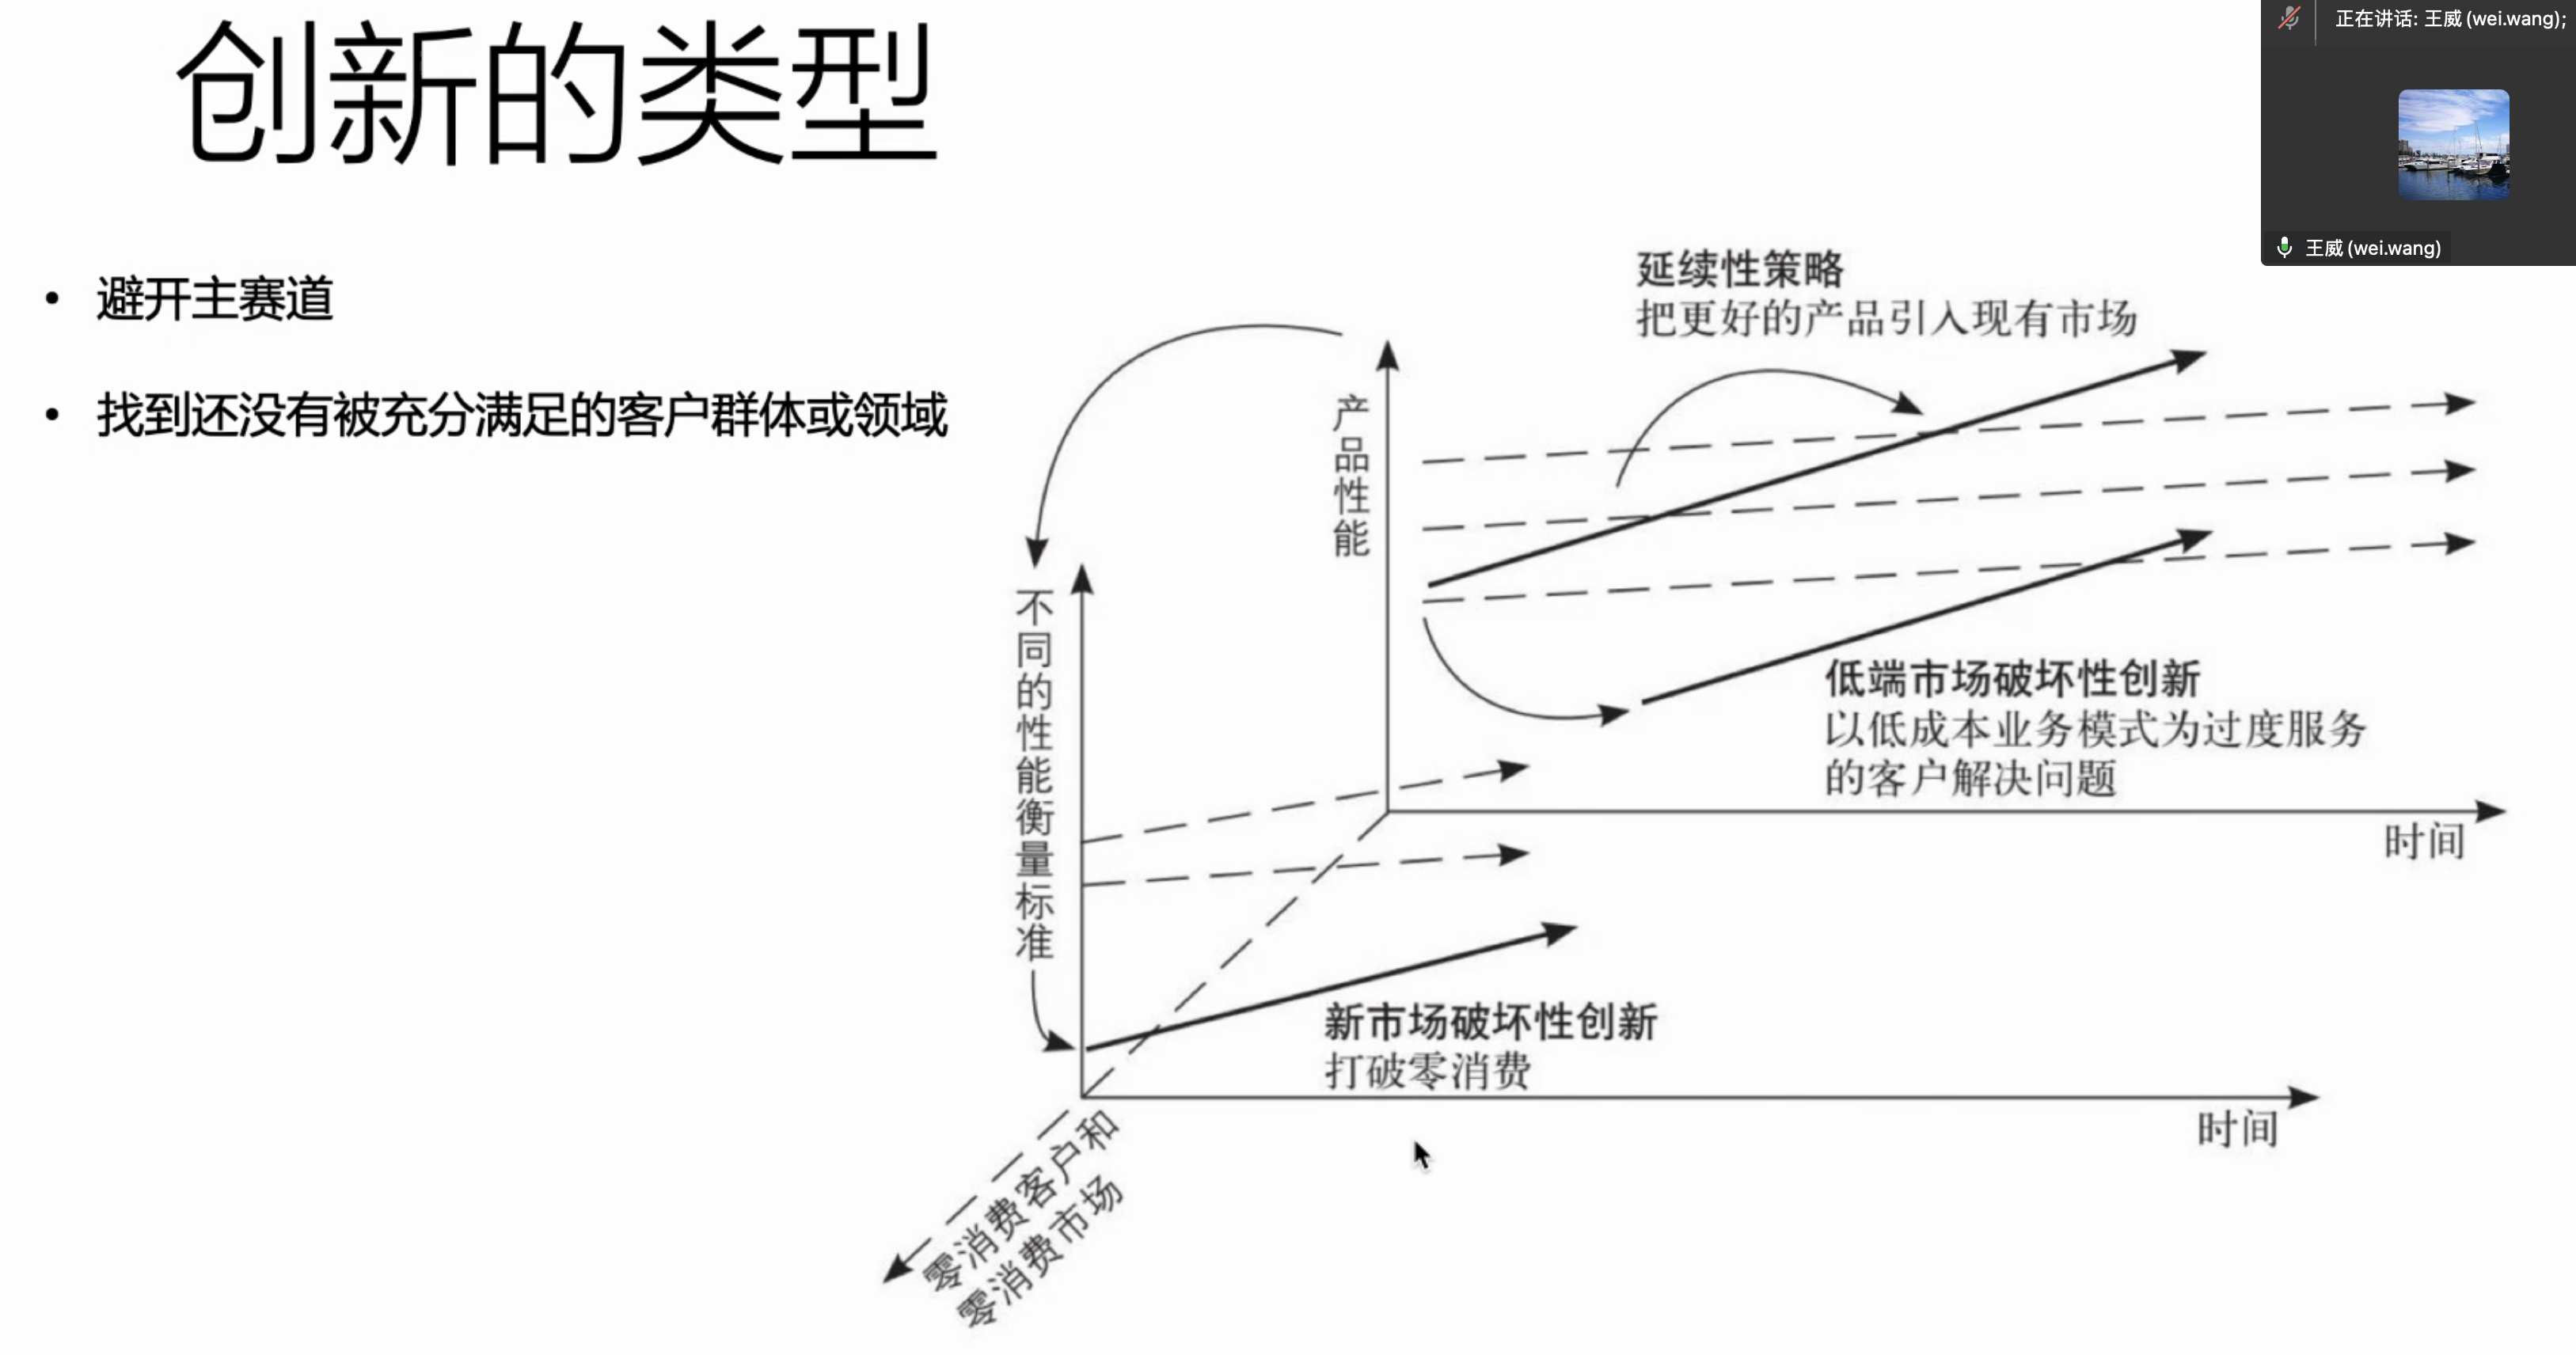 创新的类型
正在讲话: 王威 (wei.wang);
王威 (wei.wang)
• 避开主赛道
• 找到还没有被充分满足的客户群体或领域
延续性策略
把更好的产品引入现有市场
产品性能
不同的性能衡量标准
低端市场破坏性创新
以低成本业务模式为过度服务
的客户解决问题
时间
新市场破坏性创新
打破零消费
时间
零消费客户和
零消费市场